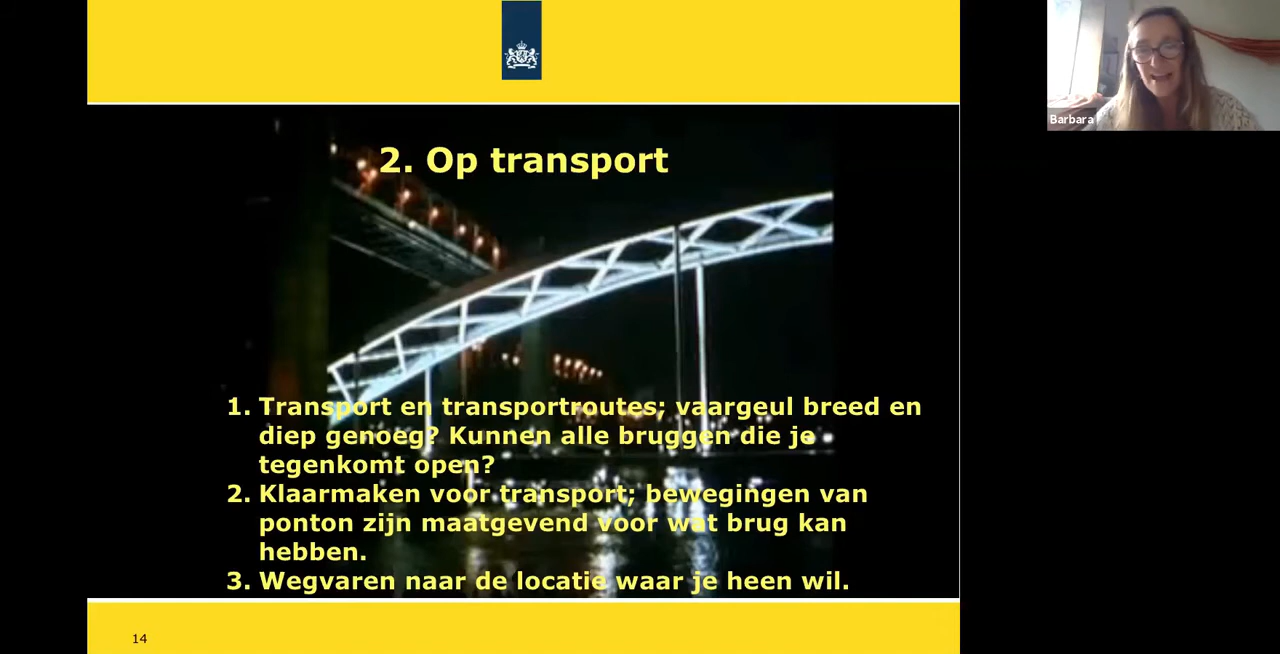 Barbara
2. Op transport
1. Transport en transportroutes; vaargeul breed en
diep genoeg? Kunnen alle bruggen die je
tegenkomt open?
2. Klaarmaken voor transport; bewegingen van
ponton zijn maatgevend voor wat brug kan
hebben.
3. Wegvaren naar de locatie waar je heen wil.
14